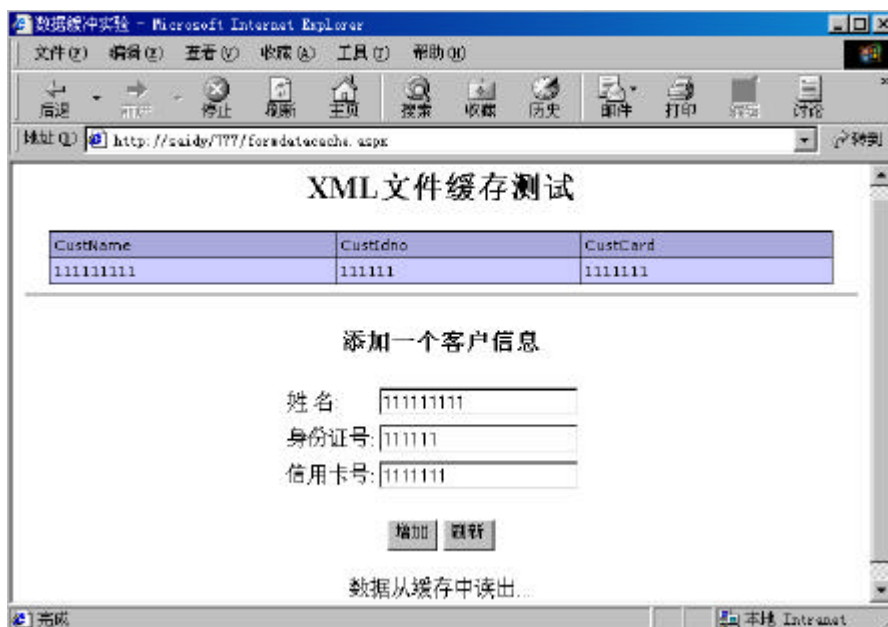 数据缓冲实验 - Microsoft Internet Explorer
文件(F) 编辑(E) 查看(V) 收藏(A) 工具(T) 帮助(H)
后退 前进 停止 刷新 主页 搜索 收藏 历史 邮件 打印 编辑 讨论
地址(D) http://saidy/777/formdatacache.aspx 转到
XML文件缓存测试
CustName CustIdno CustCard
111111111 111111 1111111
添加一个客户信息
姓 名: 111111111
身份证号: 111111
信用卡号: 1111111
增加 刷新
数据从缓存中读出...
完成 本地 Intranet